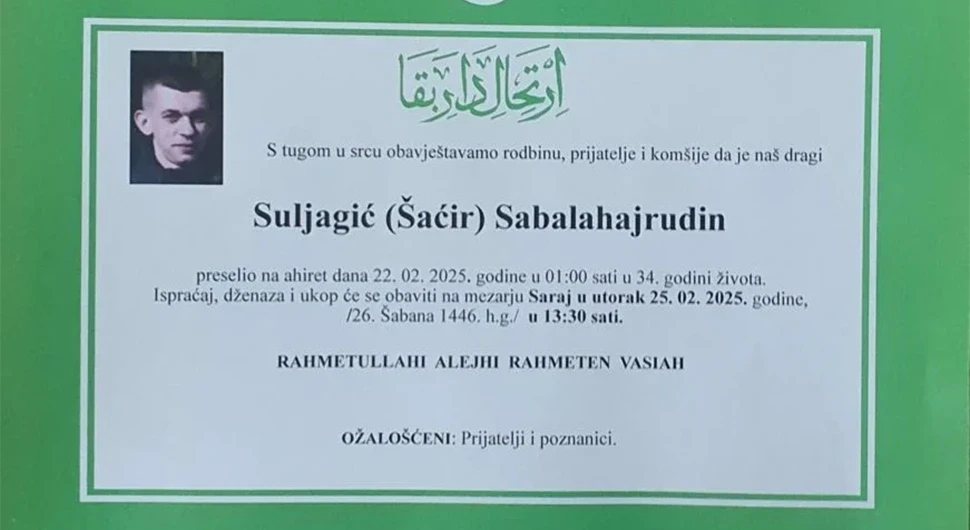 ارتحال دار بقا
S tugom u srcu obavještavamo rodbinu, prijatelje i komšije da je naš dragi
Suljagić (Šaćir) Sabalahajrudin
preselio na ahiret dana 22. 02. 2025. godine u 01:00 sati u 34. godini života.
Ispraćaj, dženaza i ukop će se obaviti na mezarju Saraj u utorak 25. 02. 2025. godine,
/26. Šabana 1446. h.g./ u 13:30 sati.
RAHMETULLAHI ALEJHI RAHMETEN VASIAH
OŽALOŠĆENI: Prijatelji i poznanici.